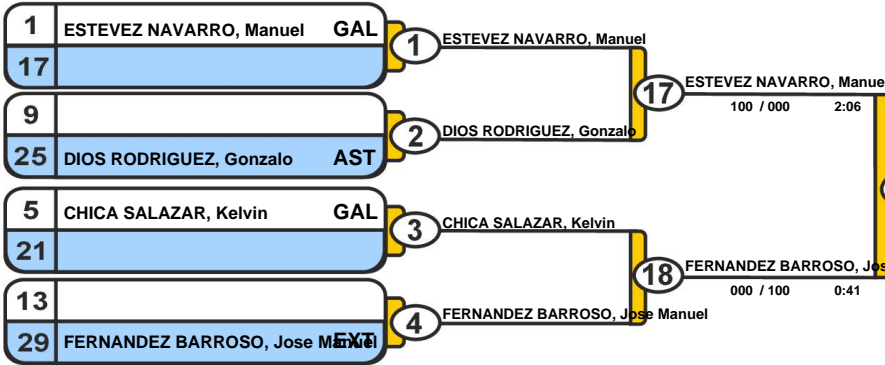 1 ESTEVEZ NAVARRO, Manuel GAL
17
1 ESTEVEZ NAVARRO, Manuel
9
25 DIOS RODRIGUEZ, Gonzalo AST
2 DIOS RODRIGUEZ, Gonzalo
17 ESTEVEZ NAVARRO, Manue
100 / 000 2:06
5 CHICA SALAZAR, Kelvin GAL
21
3 CHICA SALAZAR, Kelvin
13
29 FERNANDEZ BARROSO, Jose Manuel EXT
4 FERNANDEZ BARROSO, Jose Manuel
18 FERNANDEZ BARROSO, Jos
000 / 100 0:41